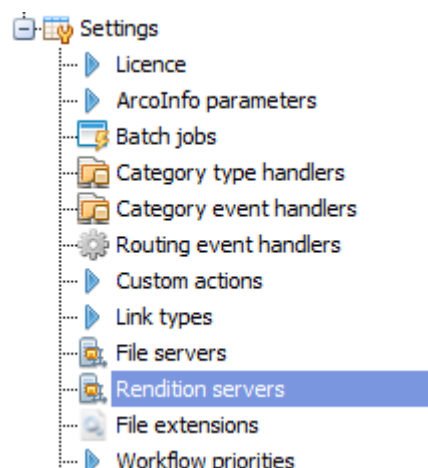 Settings
Licence
ArcoInfo parameters
Batch jobs
Category type handlers
Category event handlers
Routing event handlers
Custom actions
Link types
File servers
Rendition servers
File extensions
Workflow priorities